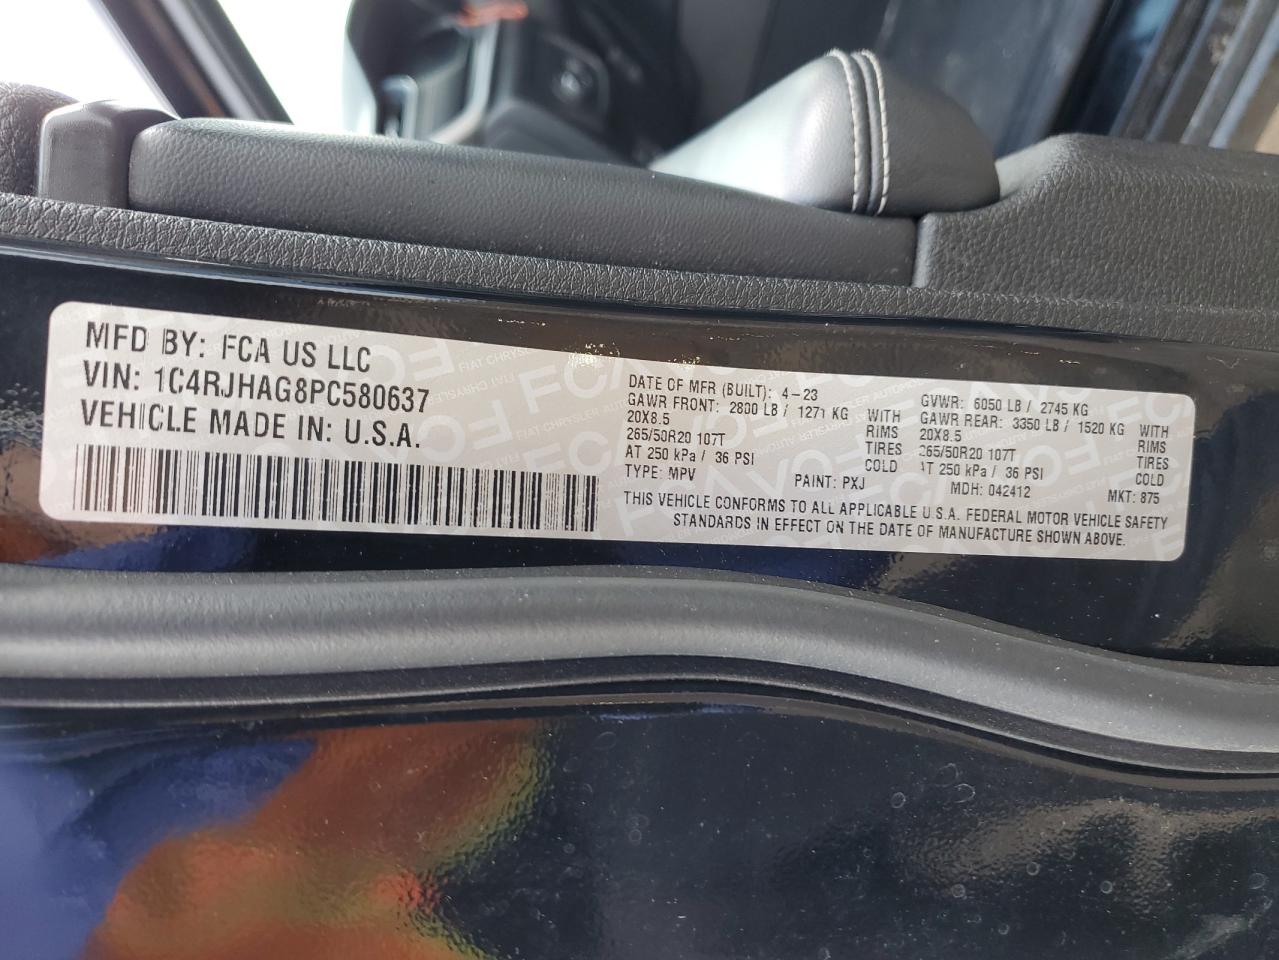 MFD BY: FCA US LLC
VIN: 1C4RJHAG8PC580637
VEHICLE MADE IN: U.S.A.
DATE OF MFR (BUILT): 4-23
GAWR FRONT: 2800 LB / 1271 KG WITH
20X8.5 RIMS
265/50R20 107T TIRES
AT 250 kPa / 36 PSI COLD
TYPE: MPV PAINT: PXJ
GVWR: 6050 LB / 2745 KG
GAWR REAR: 3350 LB / 1520 KG WITH
20X8.5 RIMS
265/50R20 107T TIRES
AT 250 kPa / 36 PSI COLD
MDH: 042412 MKT: 875
THIS VEHICLE CONFORMS TO ALL APPLICABLE U.S.A. FEDERAL MOTOR VEHICLE SAFETY
STANDARDS IN EFFECT ON THE DATE OF MANUFACTURE SHOWN ABOVE.